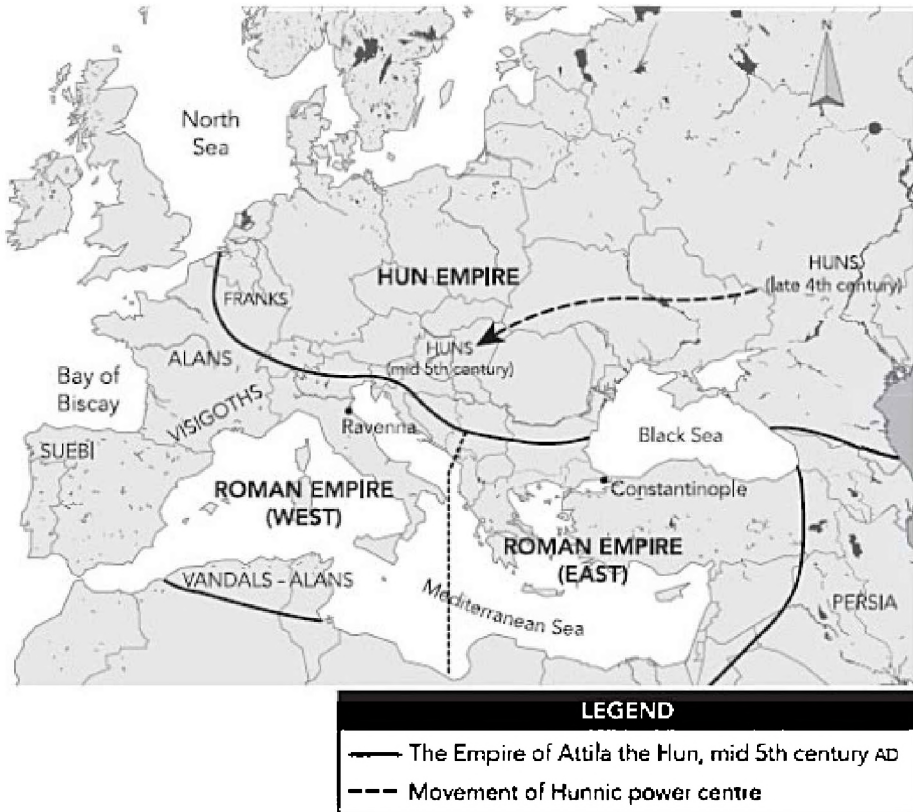 N
North
Sea
HUN EMPIRE
HUNS
(late 4th century)
FRANKS
HUNS
(mid 5th century)
ALANS
Bay of
Biscay
VISIGOTHS
Ravenna
Black Sea
SUEBI
ROMAN EMPIRE
(WEST)
Constantinople
ROMAN EMPIRE
(EAST)
VANDALS - ALANS
Mediterranean Sea
PERSIA
LEGEND
The Empire of Attila the Hun, mid 5th century AD
Movement of Hunnic power centre